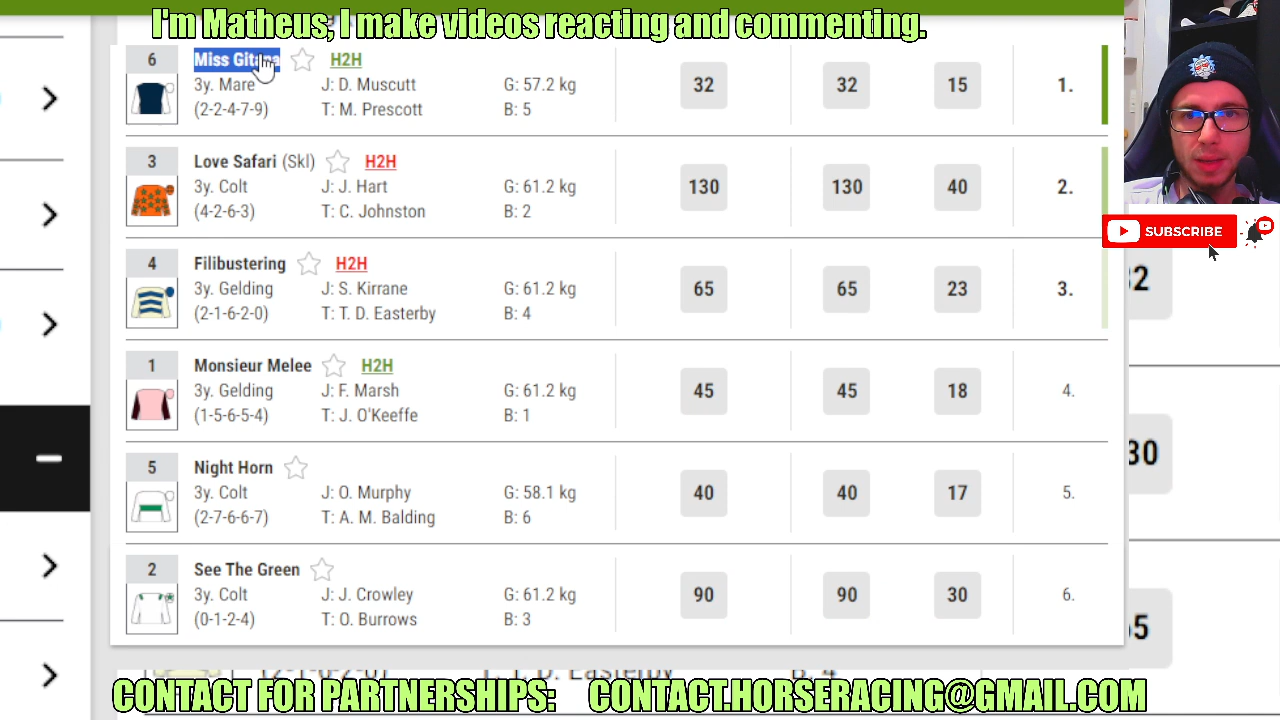 I'm Matheus, I make videos reacting and commenting.
6 Miss Gitana H2H
3y. Mare J: D. Muscutt G: 57.2 kg 32 32 15 1.
(2-2-4-7-9) T: M. Prescott B: 5
3 Love Safari (Skl) H2H
3y. Colt J: J. Hart G: 61.2 kg 130 130 40 2.
(4-2-6-3) T: C. Johnston B: 2
SUBSCRIBE
4 Filibustering H2H
3y. Gelding J: S. Kirrane G: 61.2 kg 65 65 23 3.
(2-1-6-2-0) T: T. D. Easterby B: 4
1 Monsieur Melee H2H
3y. Gelding J: F. Marsh G: 61.2 kg 45 45 18 4.
(1-5-6-5-4) T: J. O'Keeffe B: 1
5 Night Horn
3y. Colt J: O. Murphy G: 58.1 kg 40 40 17 5.
(2-7-6-6-7) T: A. M. Balding B: 6
2 See The Green
3y. Colt J: J. Crowley G: 61.2 kg 90 90 30 6.
(0-1-2-4) T: O. Burrows B: 3
CONTACT FOR PARTNERSHIPS: CONTACT.HORSERACING@GMAIL.COM